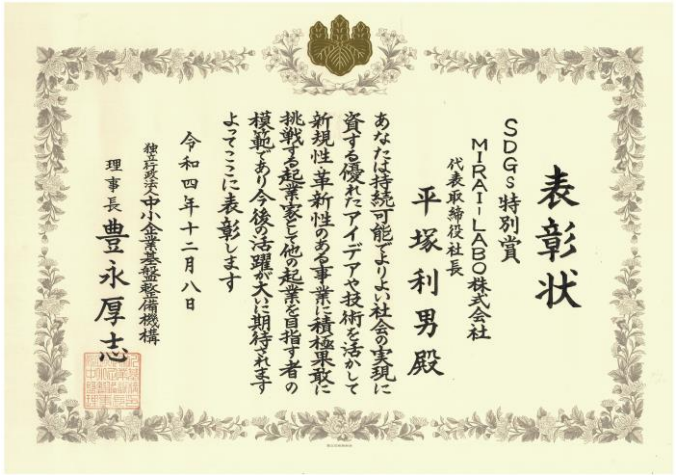 表彰状
SDGs特別賞
MIRAI-LABO株式会社
代表取締役社長
平塚利男殿
あなたは持続可能でよりよい社会の実現に
資する優れたアイデアや技術を活かして
新規性革新性のある事業に積極果敢に
挑戦する起業家として他の起業を目指す者の
模範であり今後の活躍が大いに期待されます
よってここに表彰します
令和四年十二月八日
独立行政法人中小企業基盤整備機構
理事長 豊永厚志